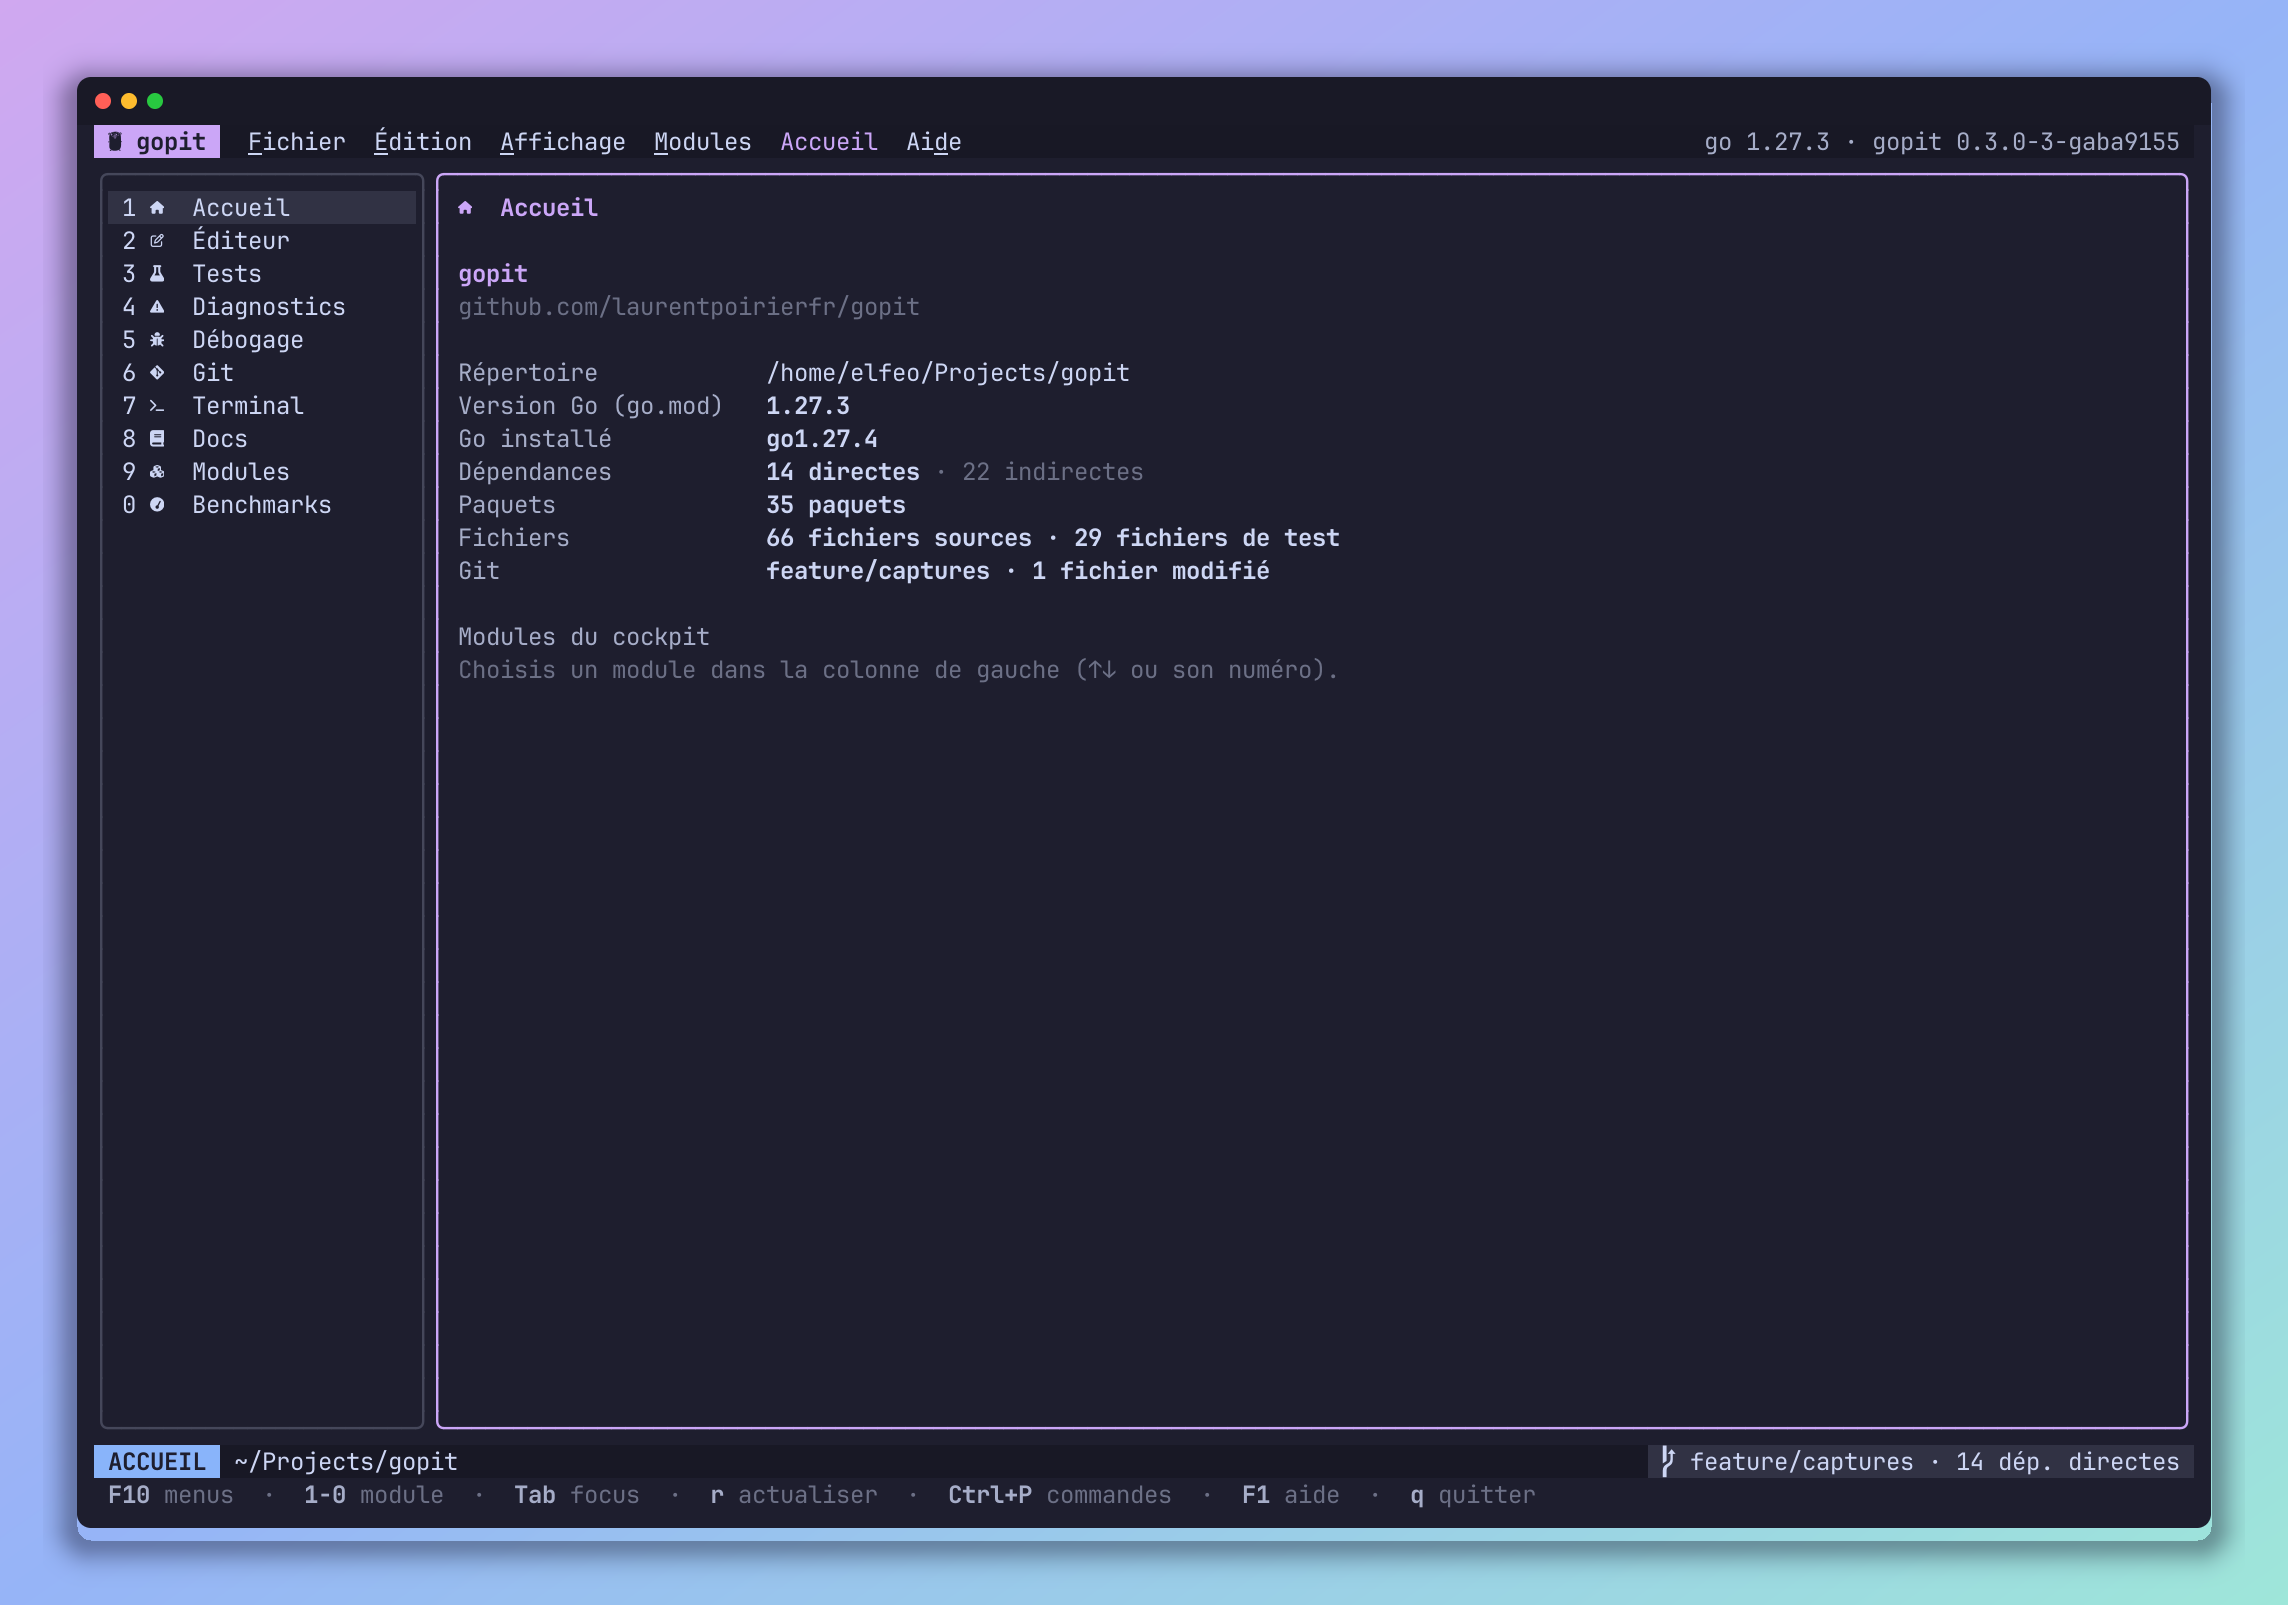 gopit Fichier Édition Affichage Modules Accueil Aide go 1.27.3 · gopit 0.3.0-3-gaba9155
1 Accueil
2 Éditeur
3 Tests
4 Diagnostics
5 Débogage
6 Git
7 Terminal
8 Docs
9 Modules
0 Benchmarks
Accueil
gopit
github.com/laurentpoirierfr/gopit
Répertoire /home/elfeo/Projects/gopit
Version Go (go.mod) 1.27.3
Go installé go1.27.4
Dépendances 14 directes · 22 indirectes
Paquets 35 paquets
Fichiers 66 fichiers sources · 29 fichiers de test
Git feature/captures · 1 fichier modifié
Modules du cockpit
Choisis un module dans la colonne de gauche (↑↓ ou son numéro).
ACCUEIL ~/Projects/gopit feature/captures · 14 dép. directes
F10 menus · 1-0 module · Tab focus · r actualiser · Ctrl+P commandes · F1 aide · q quitter